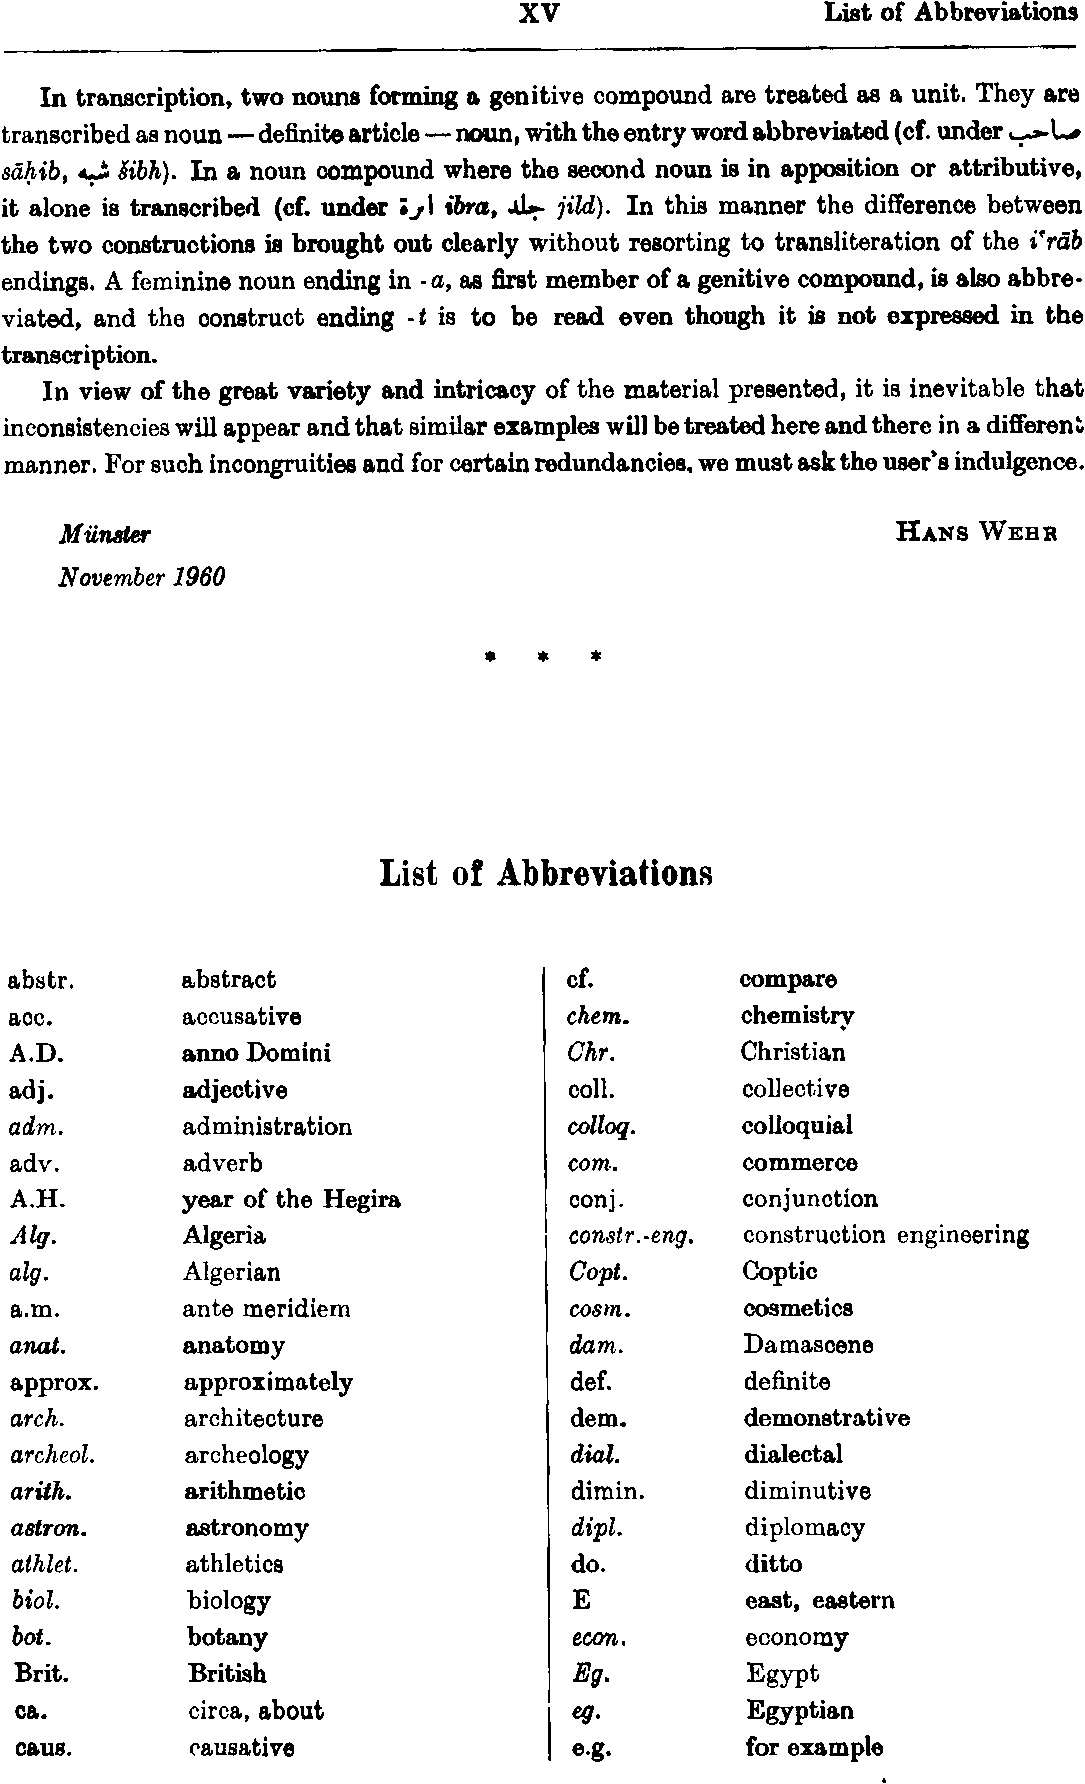 XV List of Abbreviations
In transcription, two nouns forming a genitive compound are treated as a unit. They are
transcribed as noun — definite article — noun, with the entry word abbreviated (cf. under صاحب
sāḥib, شبه šibh). In a noun compound where the second noun is in apposition or attributive,
it alone is transcribed (cf. under ابرة ibra, جلد jild). In this manner the difference between
the two constructions is brought out clearly without resorting to transliteration of the iʿrāb
endings. A feminine noun ending in -a, as first member of a genitive compound, is also abbre-
viated, and the construct ending -t is to be read even though it is not expressed in the
transcription.
In view of the great variety and intricacy of the material presented, it is inevitable that
inconsistencies will appear and that similar examples will be treated here and there in a different
manner. For such incongruities and for certain redundancies, we must ask the user's indulgence.
Münster HANS WEHR
November 1960
* * *
List of Abbreviations
abstr. abstract
acc. accusative
A.D. anno Domini
adj. adjective
adm. administration
adv. adverb
A.H. year of the Hegira
Alg. Algeria
alg. Algerian
a.m. ante meridiem
anat. anatomy
approx. approximately
arch. architecture
archeol. archeology
arith. arithmetic
astron. astronomy
athlet. athletics
biol. biology
bot. botany
Brit. British
ca. circa, about
caus. causative
cf. compare
chem. chemistry
Chr. Christian
coll. collective
colloq. colloquial
com. commerce
conj. conjunction
constr.-eng. construction engineering
Copt. Coptic
cosm. cosmetics
dam. Damascene
def. definite
dem. demonstrative
dial. dialectal
dimin. diminutive
dipl. diplomacy
do. ditto
E east, eastern
econ. economy
Eg. Egypt
eg. Egyptian
e.g. for example